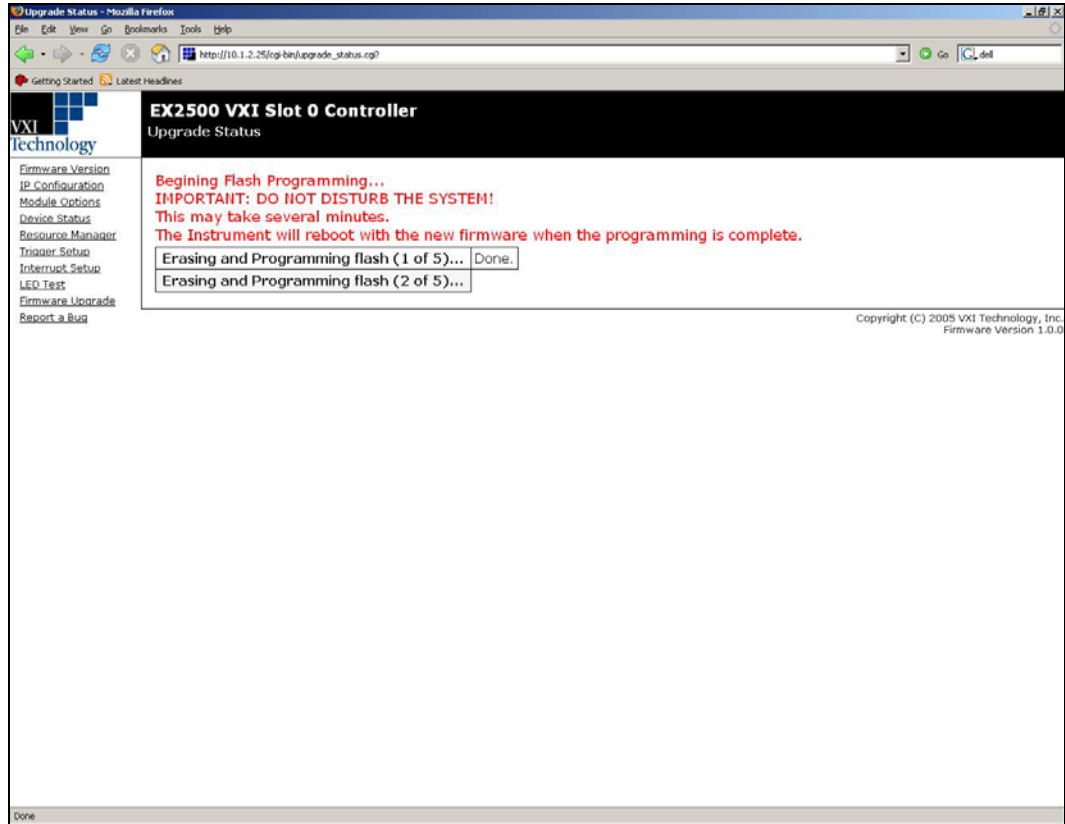 Upgrade Status - Mozilla Firefox
File Edit View Go Bookmarks Tools Help
http://10.1.2.25/cgi-bin/upgrade_status.cgi?
Go
G
dell
Getting Started Latest Headlines
VXI
Technology
EX2500 VXI Slot 0 Controller
Upgrade Status
Firmware Version
IP Configuration
Module Options
Device Status
Resource Manager
Trigger Setup
Interrupt Setup
LED Test
Firmware Upgrade
Report a Bug
Begining Flash Programming...
IMPORTANT: DO NOT DISTURB THE SYSTEM!
This may take several minutes.
The Instrument will reboot with the new firmware when the programming is complete.
Erasing and Programming flash (1 of 5)... Done.
Erasing and Programming flash (2 of 5)...
Copyright (C) 2005 VXI Technology, Inc.
Firmware Version 1.0.0
Done